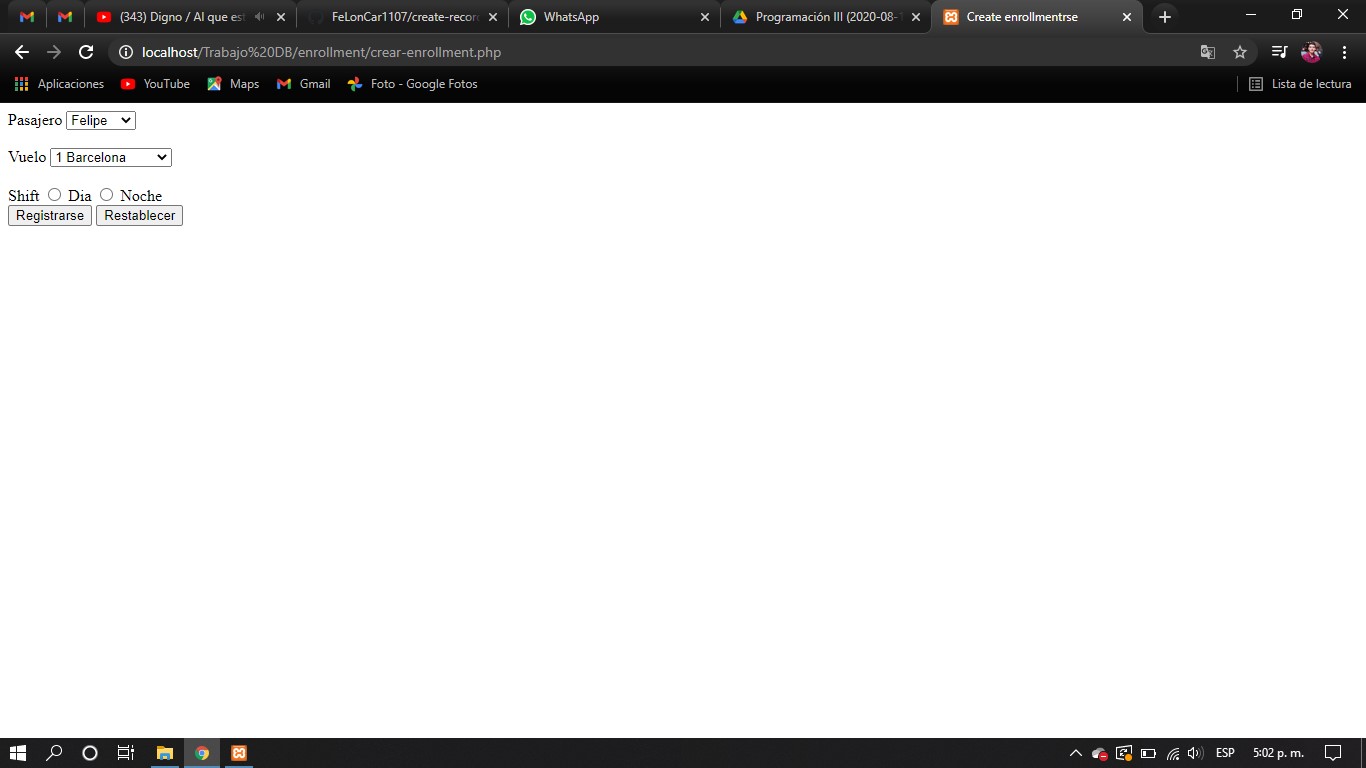 (343) Digno / Al que est
FeLonCar1107/create-recor
WhatsApp
Programación III (2020-08-1
Create enrollmentrse
localhost/Trabajo%20DB/enrollment/crear-enrollment.php
Aplicaciones
YouTube
Maps
Gmail
Foto - Google Fotos
Lista de lectura
Pasajero Felipe
Vuelo 1 Barcelona
Shift Dia Noche
Registrarse Restablecer
ESP
5:02 p. m.